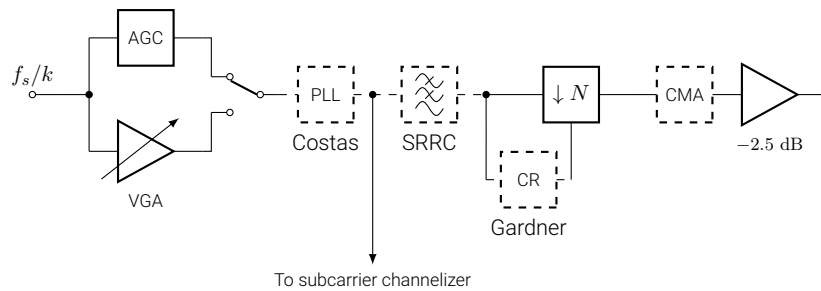 AGC
f_s/k
VGA
PLL
Costas
SRRC
↓ N
CR
Gardner
CMA
−2.5 dB
To subcarrier channelizer